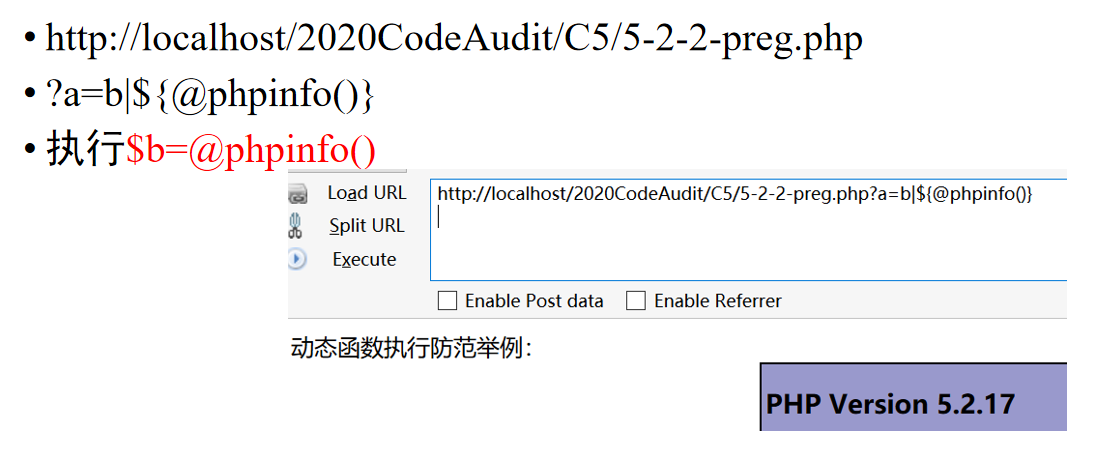 • http://localhost/2020CodeAudit/C5/5-2-2-preg.php
• ?a=b|${@phpinfo()}
• 执行$b=@phpinfo()
Load URL
http://localhost/2020CodeAudit/C5/5-2-2-preg.php?a=b|${@phpinfo()}
Split URL
Execute
Enable Post data Enable Referrer
动态函数执行防范举例：
PHP Version 5.2.17